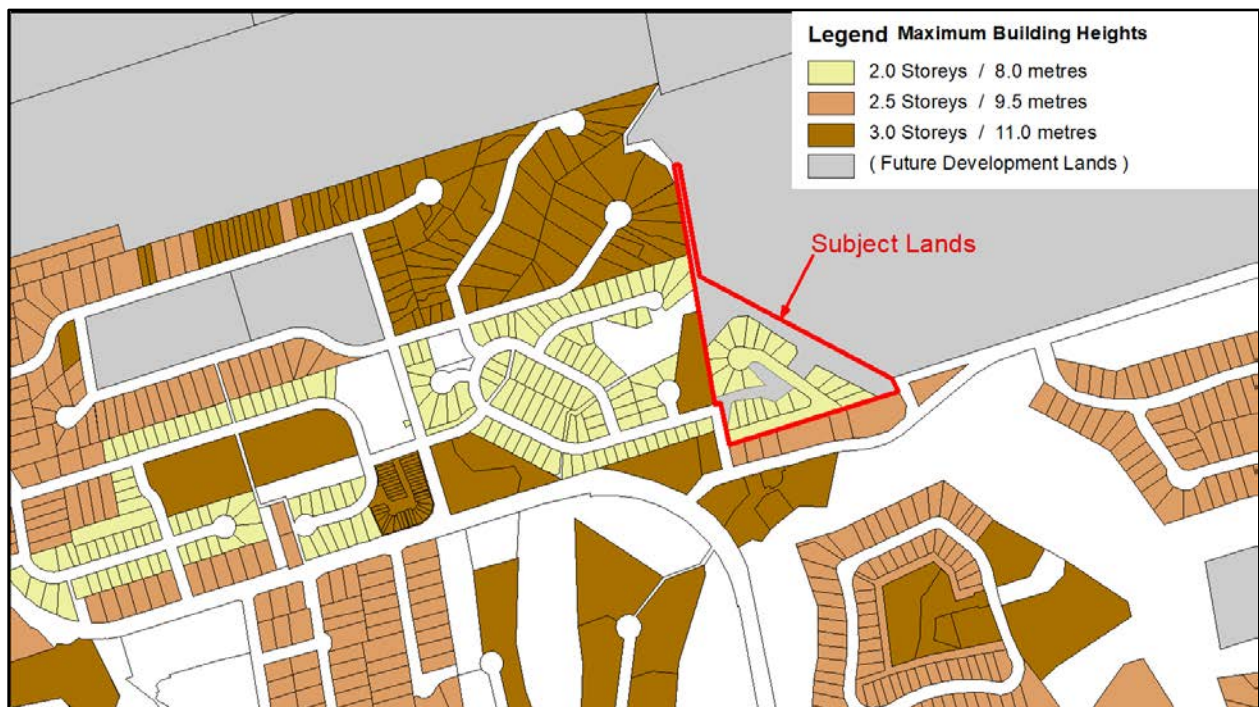 Legend Maximum Building Heights
2.0 Storeys / 8.0 metres
2.5 Storeys / 9.5 metres
3.0 Storeys / 11.0 metres
( Future Development Lands )
Subject Lands